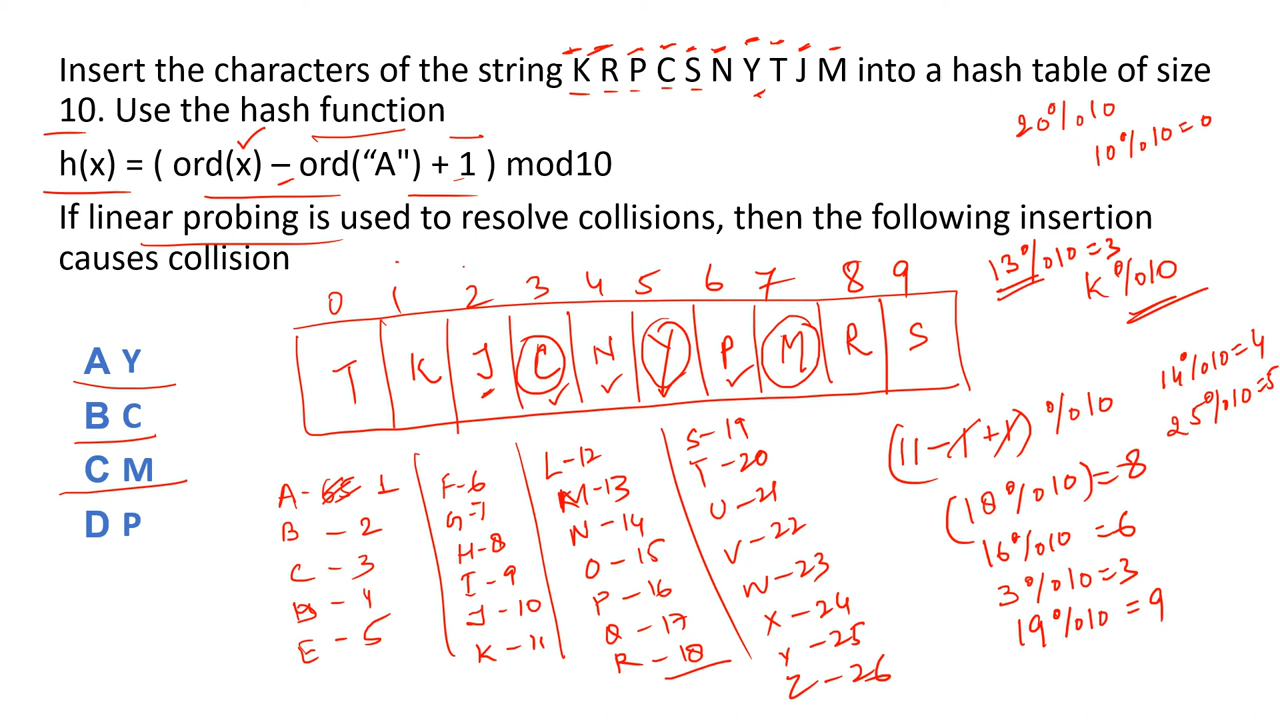 Insert the characters of the string K R P C S N Y T J M into a hash table of size
10. Use the hash function
20%10
10%10=0
h(x) = ( ord(x) – ord(“A") + 1 ) mod10
If linear probing is used to resolve collisions, then the following insertion
causes collision
13%10=3
K%10
0 1 2 3 4 5 6 7 8 9
T K J C N Y P M R S
A Y
B C
C M
D P
14%10=4
25%10=5
(11-1+1)%10
(18%10)=8
16%10=6
3%10=3
19%10=9
A-65 1
B-2
C-3
D-4
E-5
F-6
G-7
H-8
I-9
J-10
K-11
L-12
M-13
N-14
O-15
P-16
Q-17
R-18
S-19
T-20
U-21
V-22
W-23
X-24
Y-25
Z-26